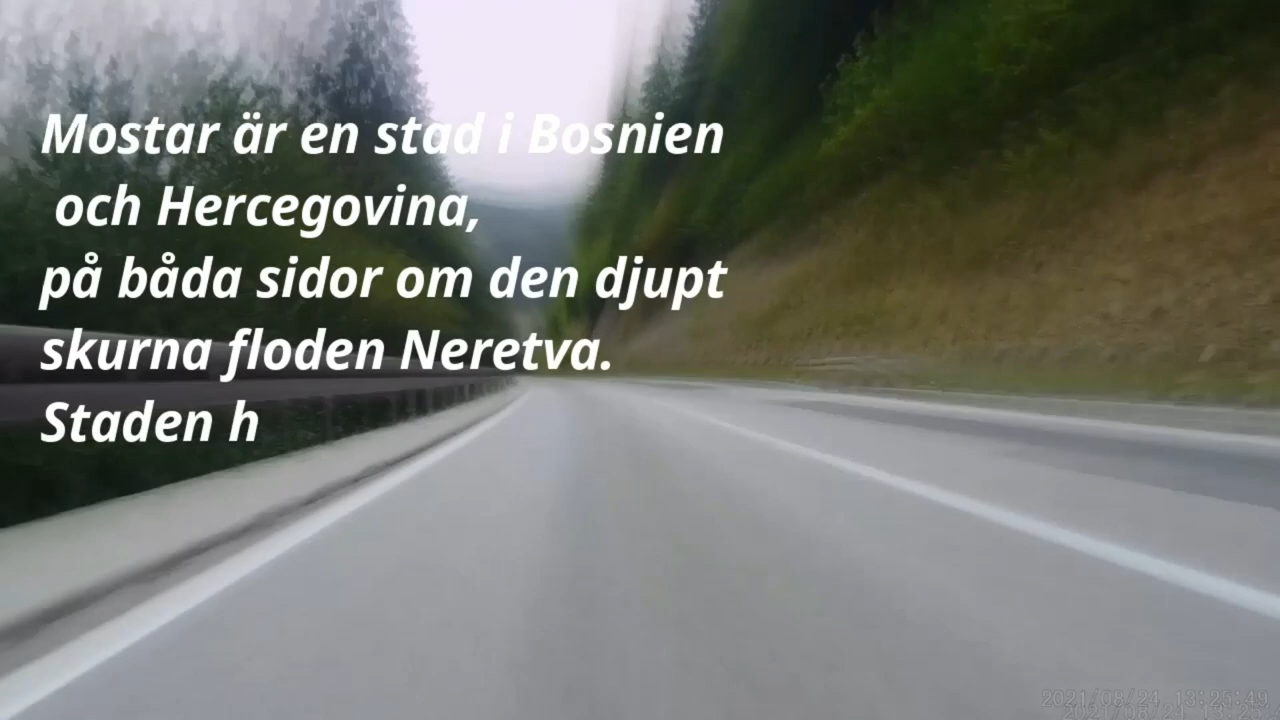 Mostar är en stad i Bosnien
och Hercegovina,
på båda sidor om den djupt
skurna floden Neretva.
Staden h
2021/08/24 13:25:49